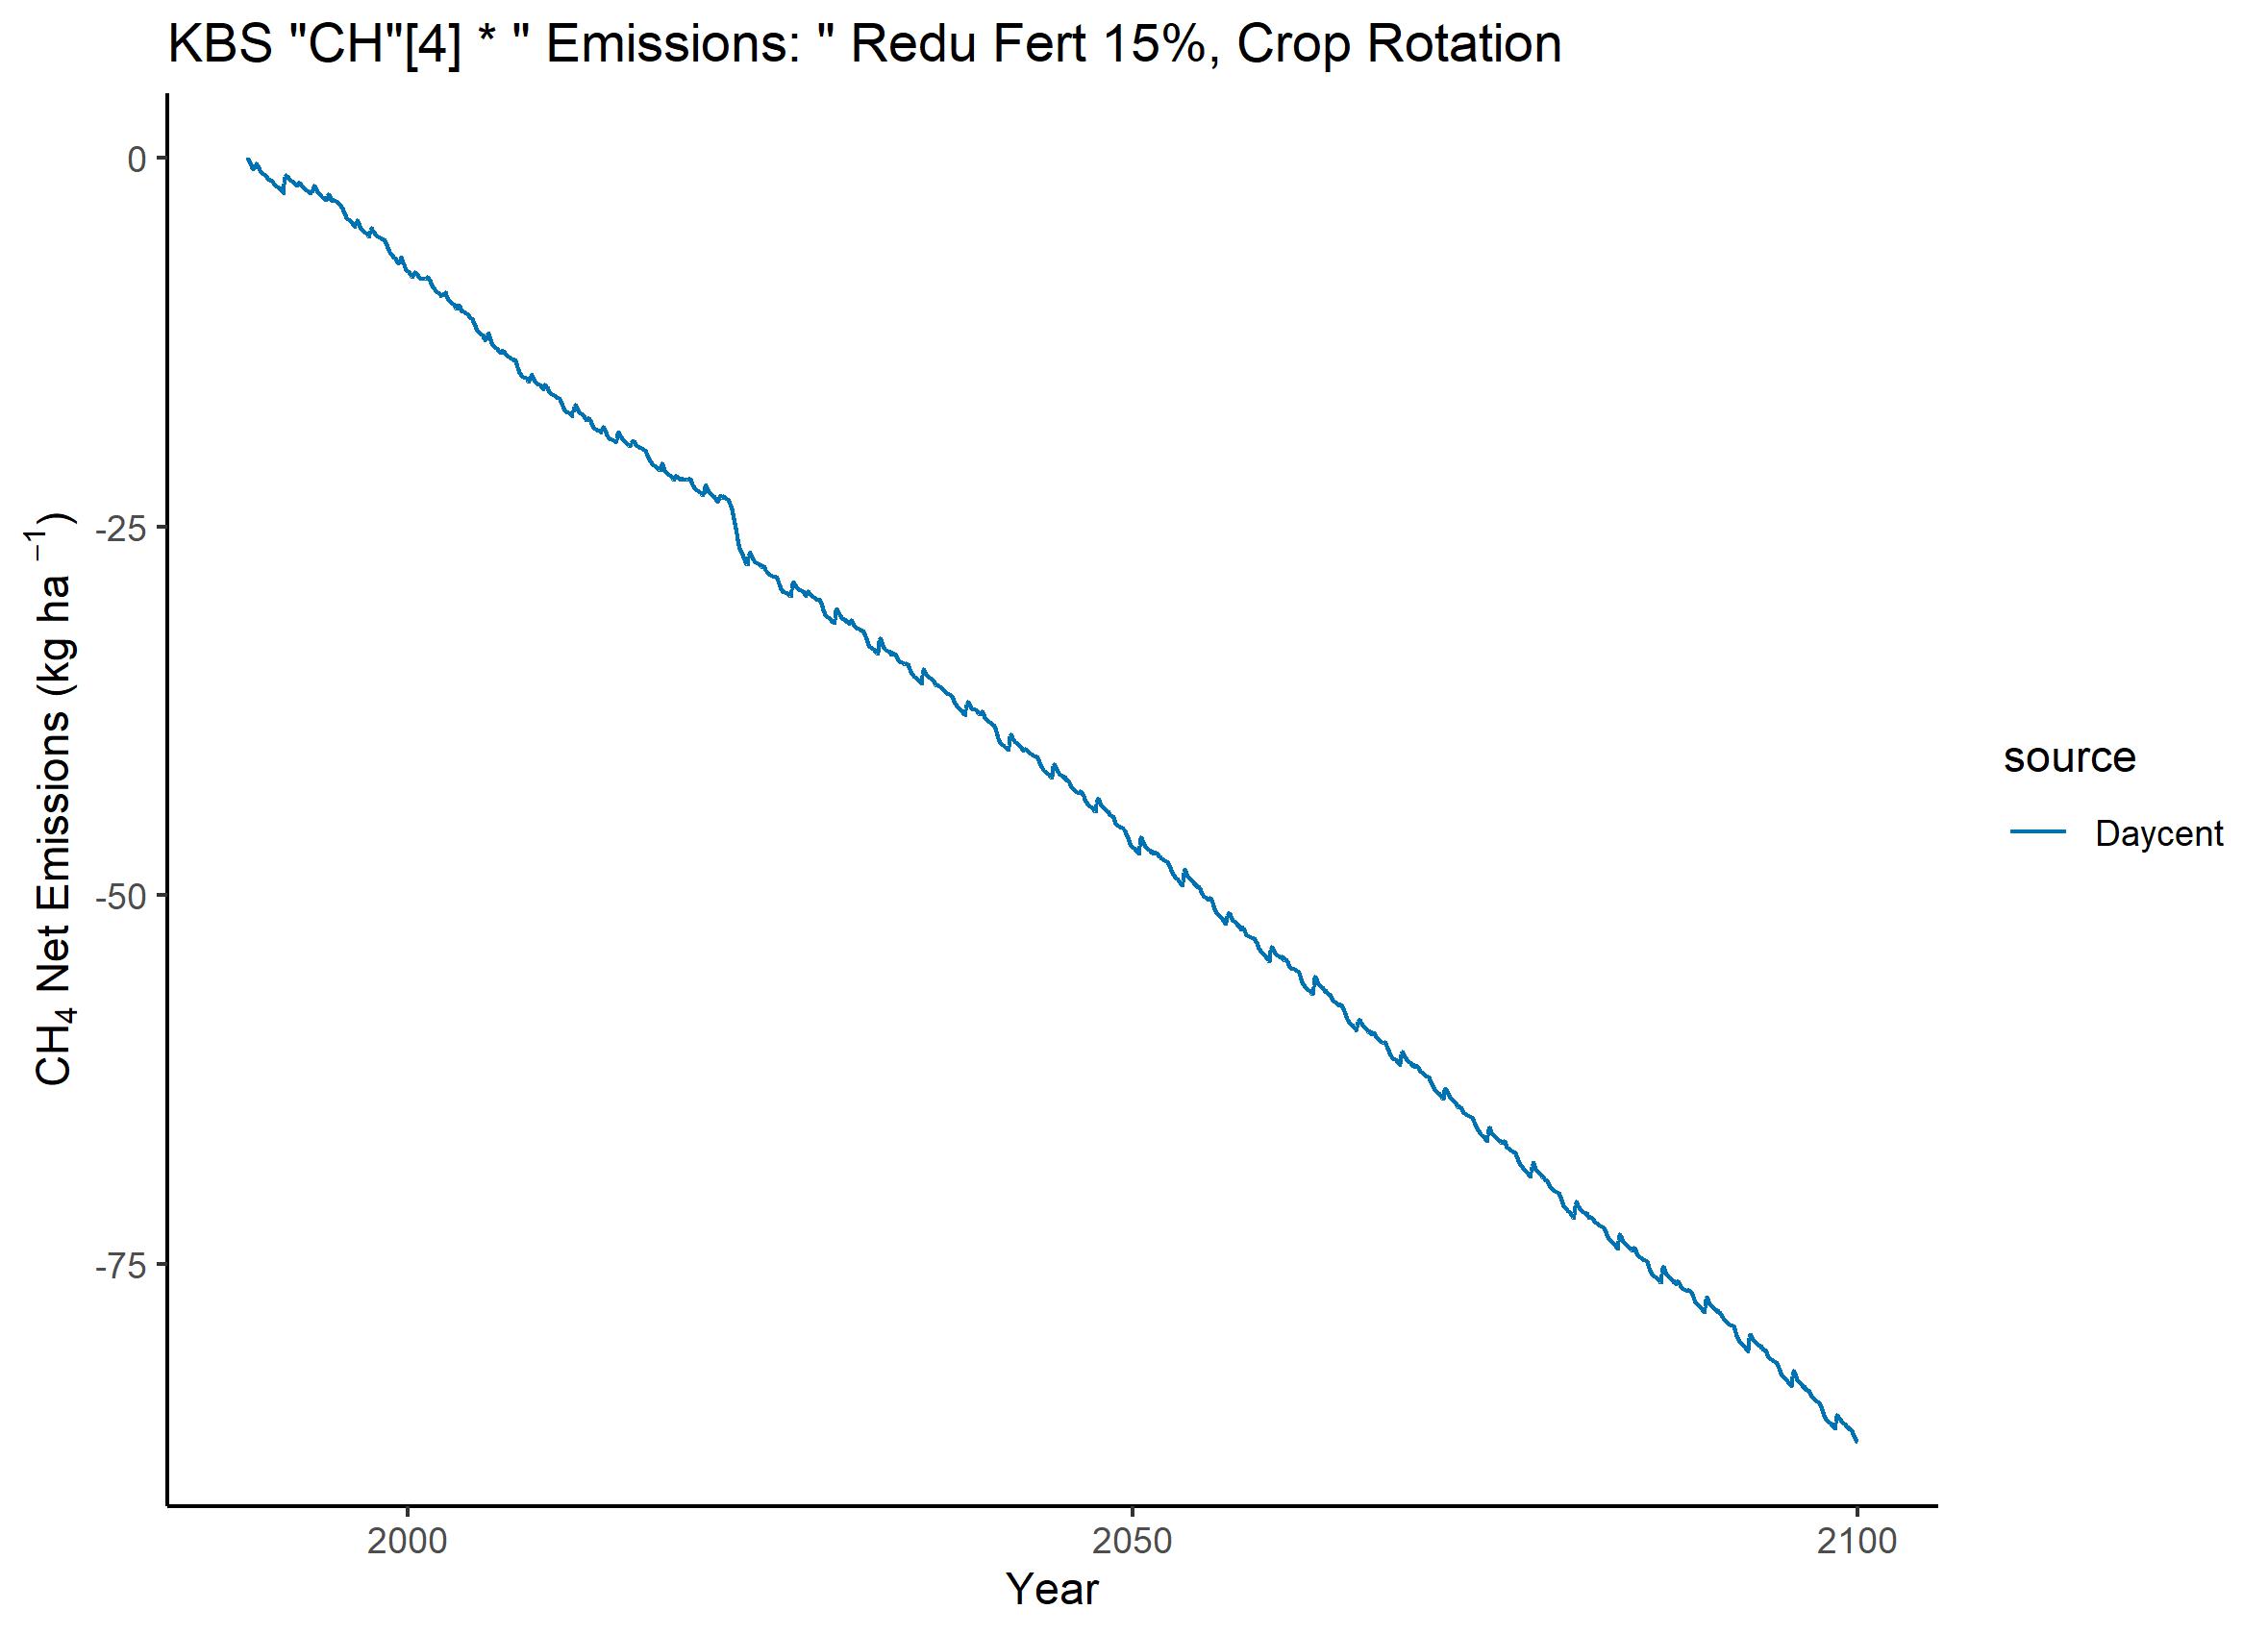 KBS "CH"[4] * " Emissions: " Redu Fert 15%, Crop Rotation
CH₄ Net Emissions (kg ha ⁻¹)
0
-25
-50
-75
2000
2050
2100
Year
source
Daycent